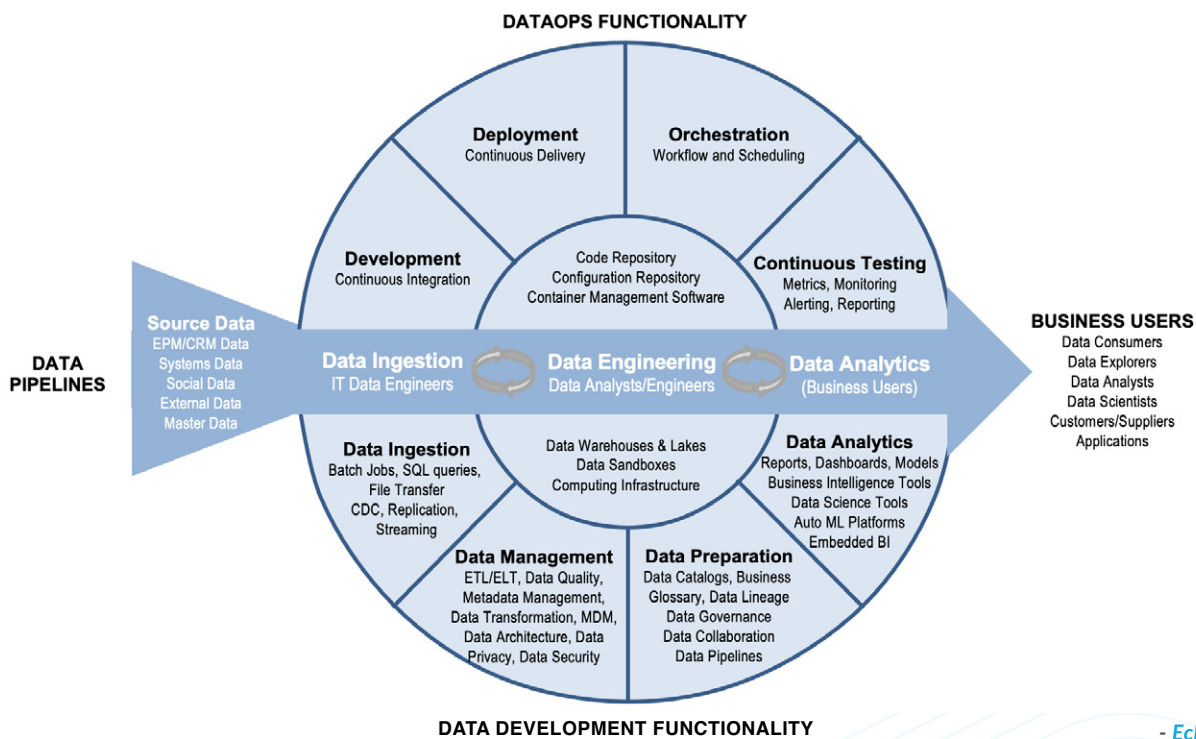 DATAOPS FUNCTIONALITY
Deployment
Continuous Delivery
Orchestration
Workflow and Scheduling
Development
Continuous Integration
Code Repository
Configuration Repository
Container Management Software
Continuous Testing
Metrics, Monitoring
Alerting, Reporting
DATA
PIPELINES
Source Data
EPM/CRM Data
Systems Data
Social Data
External Data
Master Data
Data Ingestion
IT Data Engineers
Data Engineering
Data Analysts/Engineers
Data Analytics
(Business Users)
BUSINESS USERS
Data Consumers
Data Explorers
Data Analysts
Data Scientists
Customers/Suppliers
Applications
Data Ingestion
Batch Jobs, SQL queries,
File Transfer
CDC, Replication,
Streaming
Data Warehouses & Lakes
Data Sandboxes
Computing Infrastructure
Data Analytics
Reports, Dashboards, Models
Business Intelligence Tools
Data Science Tools
Auto ML Platforms
Embedded BI
Data Management
ETL/ELT, Data Quality,
Metadata Management,
Data Transformation, MDM,
Data Architecture, Data
Privacy, Data Security
Data Preparation
Data Catalogs, Business
Glossary, Data Lineage
Data Governance
Data Collaboration
Data Pipelines
DATA DEVELOPMENT FUNCTIONALITY
-